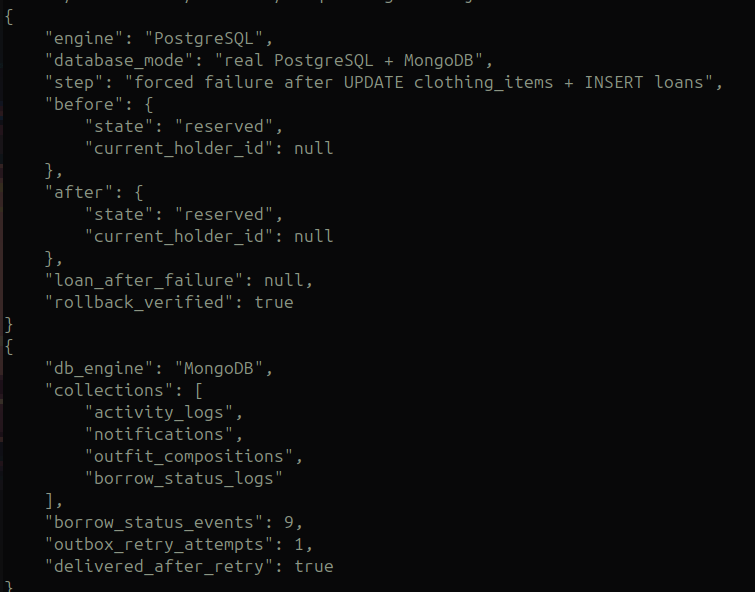 {
    "engine": "PostgreSQL",
    "database_mode": "real PostgreSQL + MongoDB",
    "step": "forced failure after UPDATE clothing_items + INSERT loans",
    "before": {
        "state": "reserved",
        "current_holder_id": null
    },
    "after": {
        "state": "reserved",
        "current_holder_id": null
    },
    "loan_after_failure": null,
    "rollback_verified": true
}
{
    "db_engine": "MongoDB",
    "collections": [
        "activity_logs",
        "notifications",
        "outfit_compositions",
        "borrow_status_logs"
    ],
    "borrow_status_events": 9,
    "outbox_retry_attempts": 1,
    "delivered_after_retry": true
}